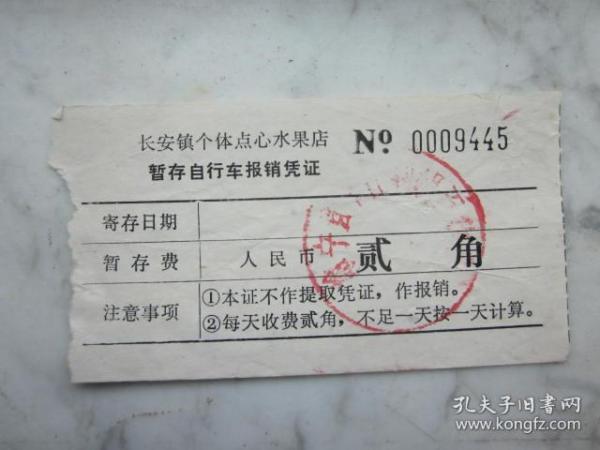 长安镇个体点心水果店 Nº 0009445
暂存自行车报销凭证
寄存日期
暂存费 人民币 贰角
注意事项 ①本证不作提取凭证，作报销。
②每天收费贰角，不足一天按一天计算。
孔夫子旧书网
www.kongfz.com